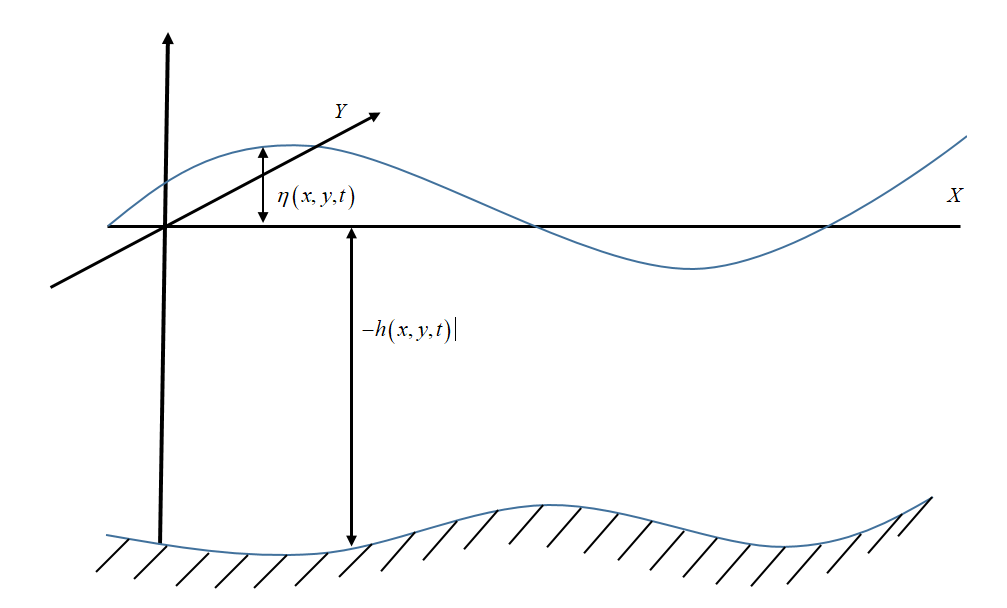 Y
η(x, y,t)
X
−h(x, y,t)|